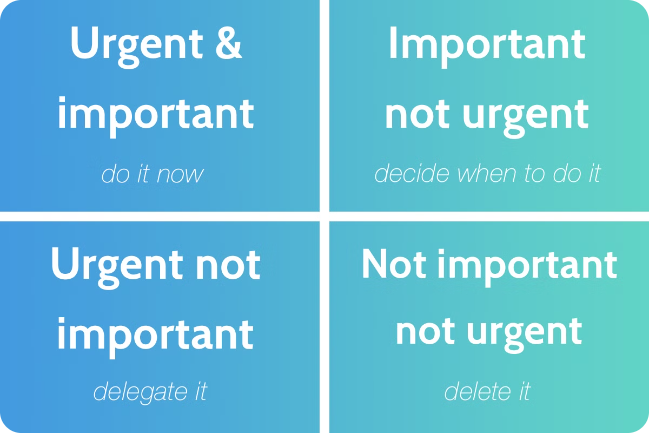 Urgent &
important
do it now
Important
not urgent
decide when to do it
Urgent not
important
delegate it
Not important
not urgent
delete it